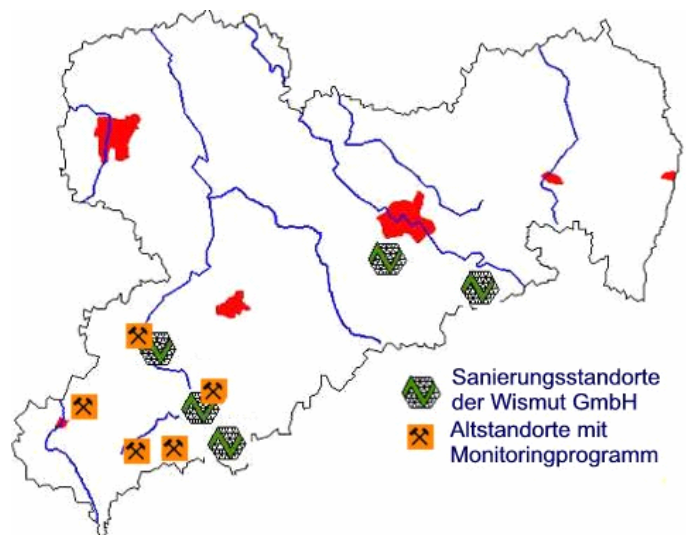 Sanierungsstandorte
der Wismut GmbH
Altstandorte mit
Monitoringprogramm